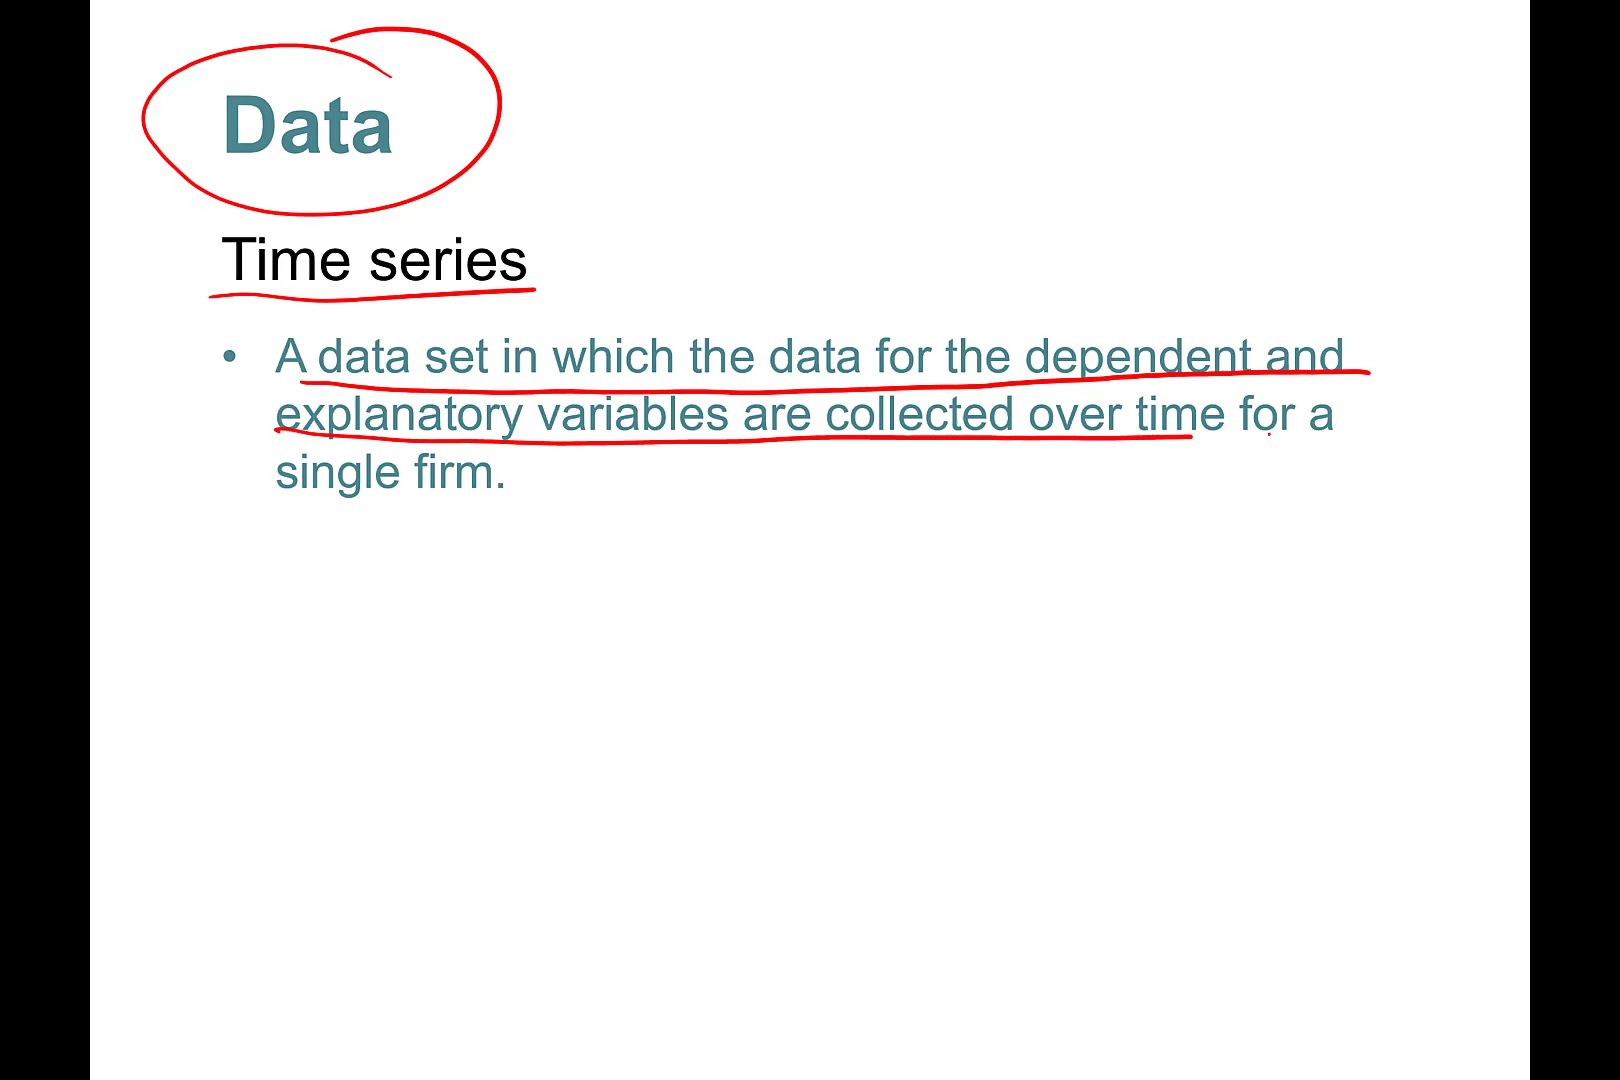 Data
Time series
• A data set in which the data for the dependent and
explanatory variables are collected over time for a
single firm.